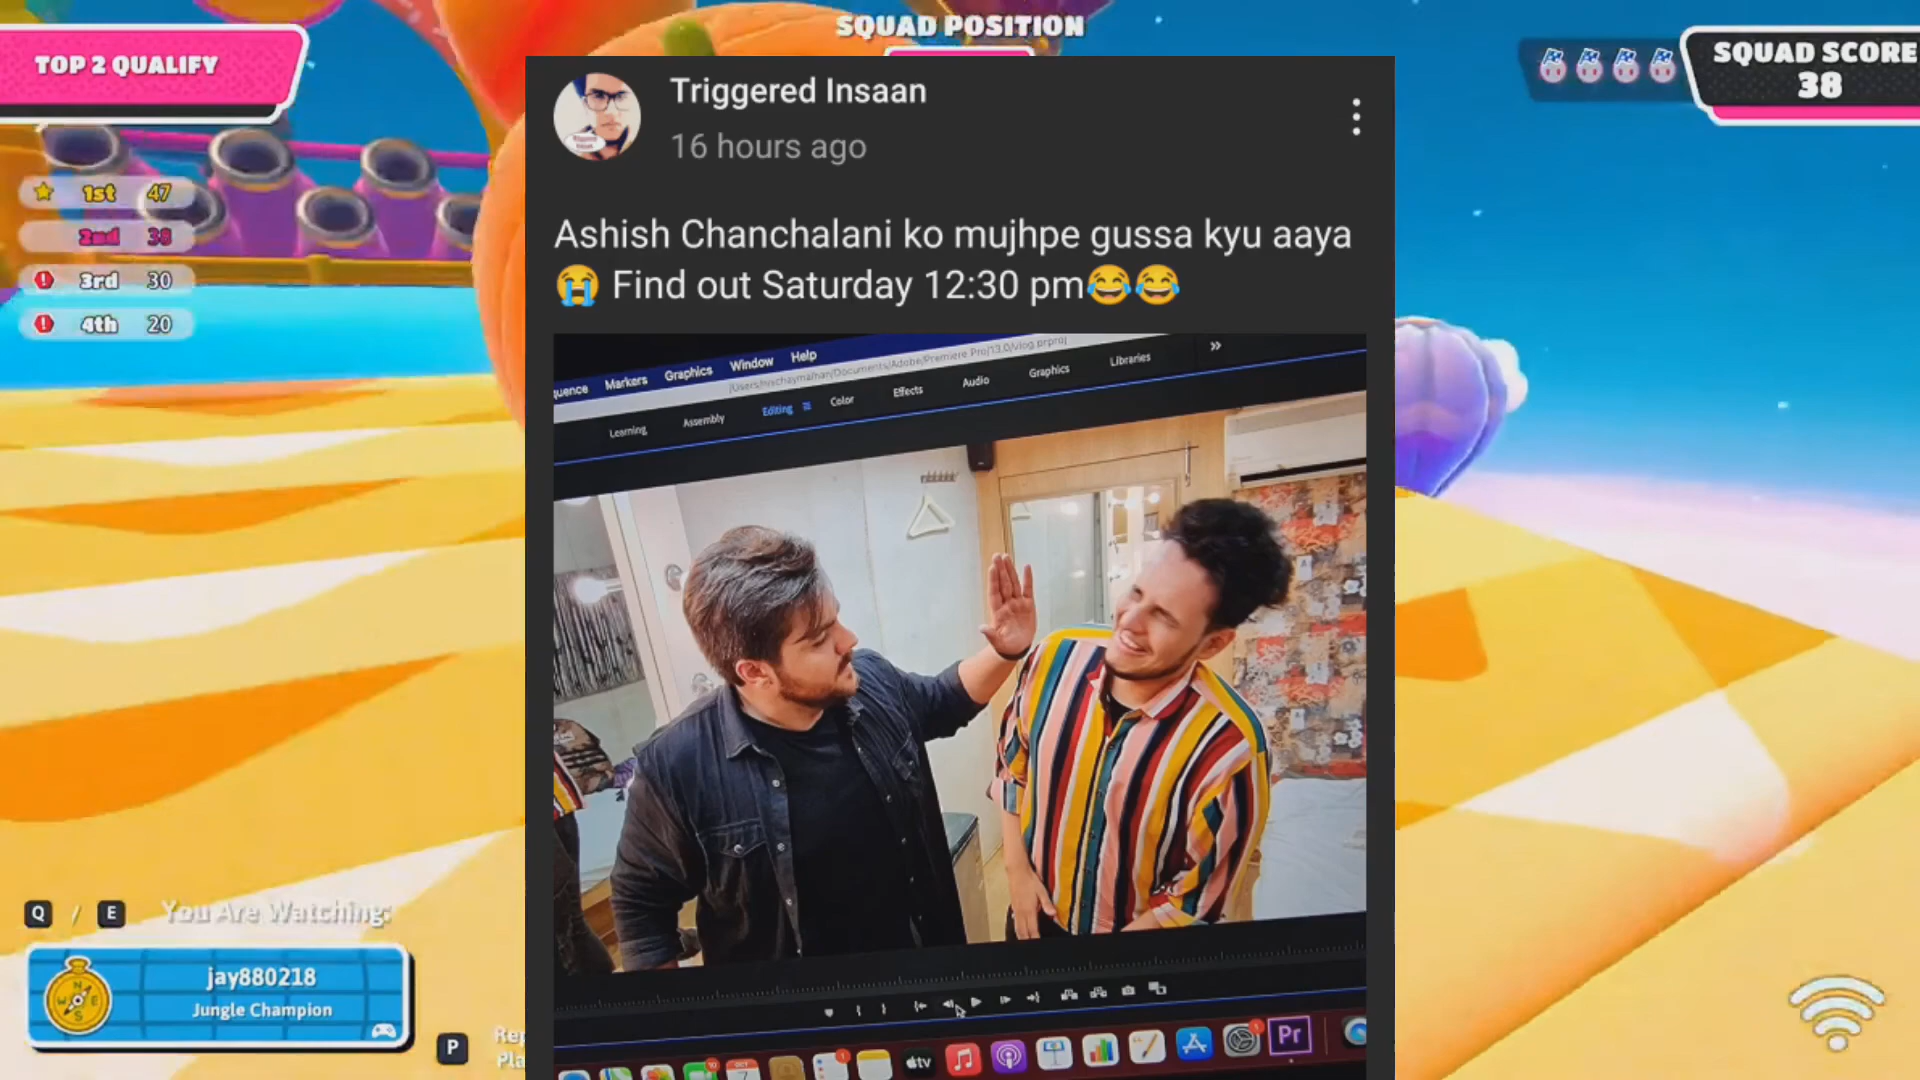 SQUAD POSITION
TOP 2 QUALIFY
SQUAD SCORE
38
1st 47
2nd 38
3rd 30
4th 20
Triggered Insaan
16 hours ago
Ashish Chanchalani ko mujhpe gussa kyu aaya
😭 Find out Saturday 12:30 pm😂😂
Markers Graphics Window Help
Learning Assembly Editing Color Effects Audio Graphics Libraries
Q / E You Are Watching:
jay880218
Jungle Champion
P
tv
Pr